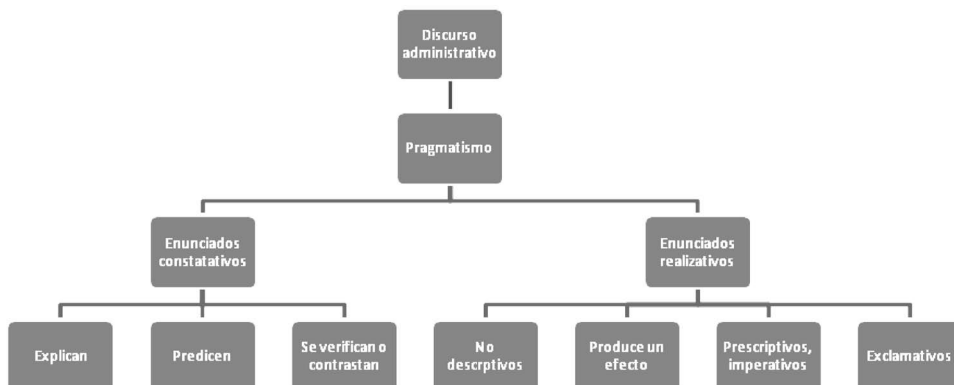 Discurso
administrativo
Pragmatismo
Enunciados
constatativos
Enunciados
realizativos
Explican
Predicen
Se verifican o
contrastan
No
descrptivos
Produce un
efecto
Prescriptivos,
imperativos
Exclamativos